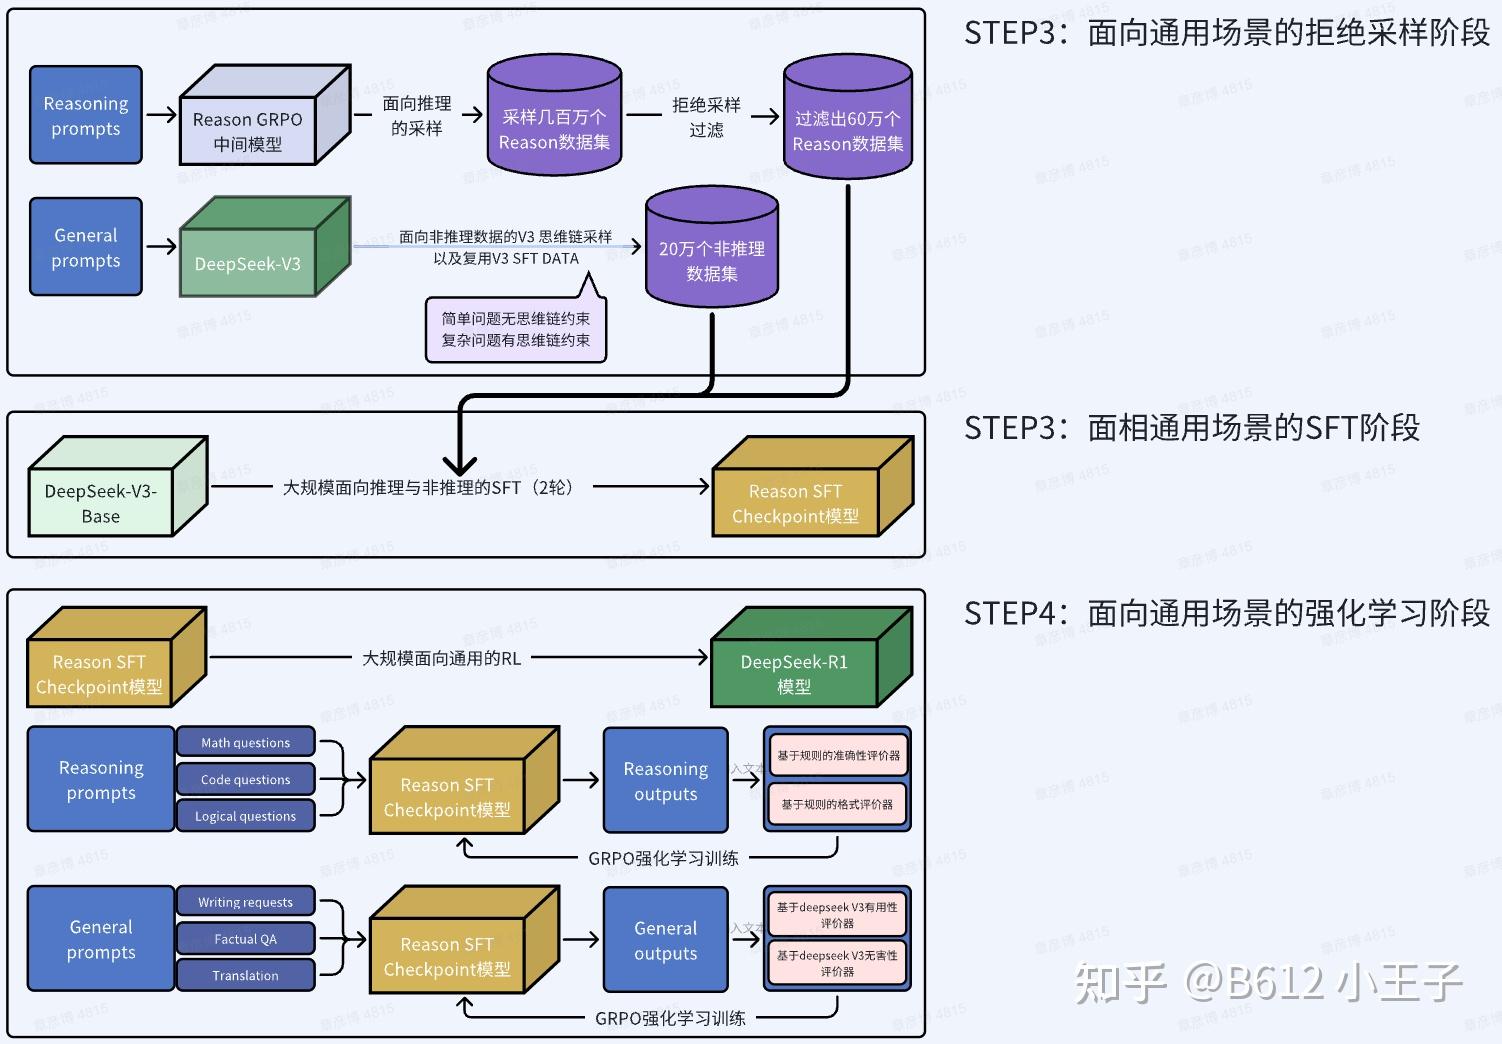 STEP3：面向通用场景的拒绝采样阶段
Reasoning
prompts
Reason GRPO
中间模型
面向推理
的采样
采样几百万个
Reason数据集
拒绝采样
过滤
过滤出60万个
Reason数据集
General
prompts
DeepSeek-V3
面向非推理数据的V3 思维链采样
以及复用V3 SFT DATA
20万个非推理
数据集
简单问题无思维链约束
复杂问题有思维链约束
STEP3：面相通用场景的SFT阶段
DeepSeek-V3-
Base
大规模面向推理与非推理的SFT（2轮）
Reason SFT
Checkpoint模型
STEP4：面向通用场景的强化学习阶段
Reason SFT
Checkpoint模型
大规模面向通用的RL
DeepSeek-R1
模型
Reasoning
prompts
Math questions
Code questions
Logical questions
Reason SFT
Checkpoint模型
Reasoning
outputs
入文本
基于规则的准确性评价器
基于规则的格式评价器
GRPO强化学习训练
General
prompts
Writing requests
Factual QA
Translation
Reason SFT
Checkpoint模型
General
outputs
入文本
基于deepseek V3有用性
评价器
基于deepseek V3无害性
评价器
GRPO强化学习训练
知乎 @B612 小王子
章彦博 4815